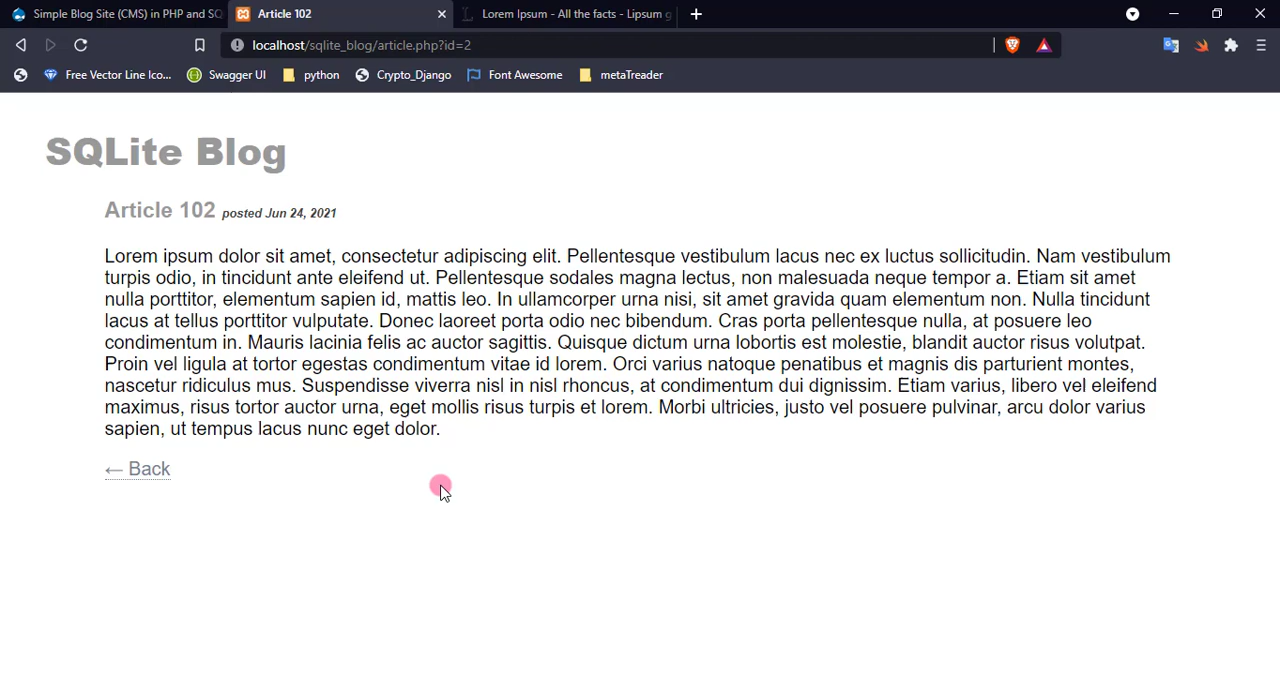 Simple Blog Site (CMS) in PHP and SQ
Article 102
Lorem Ipsum - All the facts - Lipsum g
localhost/sqlite_blog/article.php?id=2
Free Vector Line Ico...
Swagger UI
python
Crypto_Django
Font Awesome
metaTreader
SQLite Blog
Article 102 posted Jun 24, 2021
Lorem ipsum dolor sit amet, consectetur adipiscing elit. Pellentesque vestibulum lacus nec ex luctus sollicitudin. Nam vestibulum
turpis odio, in tincidunt ante eleifend ut. Pellentesque sodales magna lectus, non malesuada neque tempor a. Etiam sit amet
nulla porttitor, elementum sapien id, mattis leo. In ullamcorper urna nisi, sit amet gravida quam elementum non. Nulla tincidunt
lacus at tellus porttitor vulputate. Donec laoreet porta odio nec bibendum. Cras porta pellentesque nulla, at posuere leo
condimentum in. Mauris lacinia felis ac auctor sagittis. Quisque dictum urna lobortis est molestie, blandit auctor risus volutpat.
Proin vel ligula at tortor egestas condimentum vitae id lorem. Orci varius natoque penatibus et magnis dis parturient montes,
nascetur ridiculus mus. Suspendisse viverra nisl in nisl rhoncus, at condimentum dui dignissim. Etiam varius, libero vel eleifend
maximus, risus tortor auctor urna, eget mollis risus turpis et lorem. Morbi ultricies, justo vel posuere pulvinar, arcu dolor varius
sapien, ut tempus lacus nunc eget dolor.
← Back